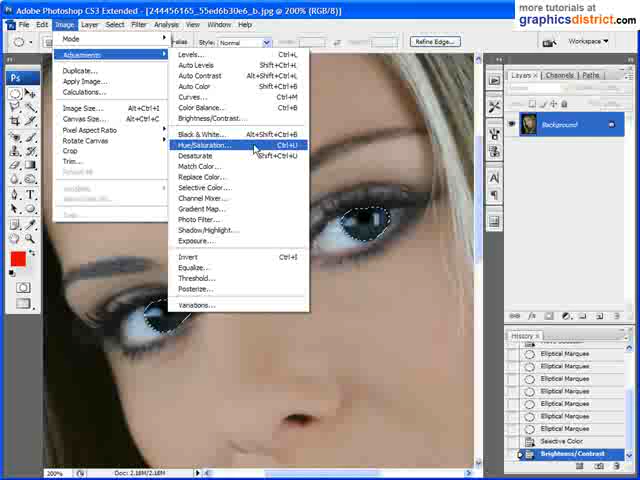 Adobe Photoshop CS3 Extended - [244456165_55ed6b30e6_b.jpg @ 200% (RGB/8)]
more tutorials at
graphicsdistrict.com
File Edit Image Layer Select Filter Analysis View Window Help
Style: Normal
Refine Edge...
Workspace
Mode
Adjustments
Duplicate...
Apply Image...
Calculations...
Image Size... Alt+Ctrl+I
Canvas Size... Alt+Ctrl+C
Pixel Aspect Ratio
Rotate Canvas
Crop
Trim...
Levels... Ctrl+L
Auto Levels Shift+Ctrl+L
Auto Contrast Alt+Shift+Ctrl+L
Auto Color Shift+Ctrl+B
Curves... Ctrl+M
Color Balance... Ctrl+B
Brightness/Contrast...
Black & White... Alt+Shift+Ctrl+B
Hue/Saturation... Ctrl+U
Desaturate Shift+Ctrl+U
Match Color...
Replace Color...
Selective Color...
Channel Mixer...
Gradient Map...
Photo Filter...
Shadow/Highlight...
Exposure...
Invert Ctrl+I
Equalize...
Threshold...
Posterize...
Variations...
Ps
Layers Channels Paths
Background
History
Elliptical Marquee
Elliptical Marquee
Elliptical Marquee
Elliptical Marquee
Elliptical Marquee
Elliptical Marquee
Elliptical Marquee
Selective Color
Brightness/Contrast
200% Doc: 2.18M/2.18M